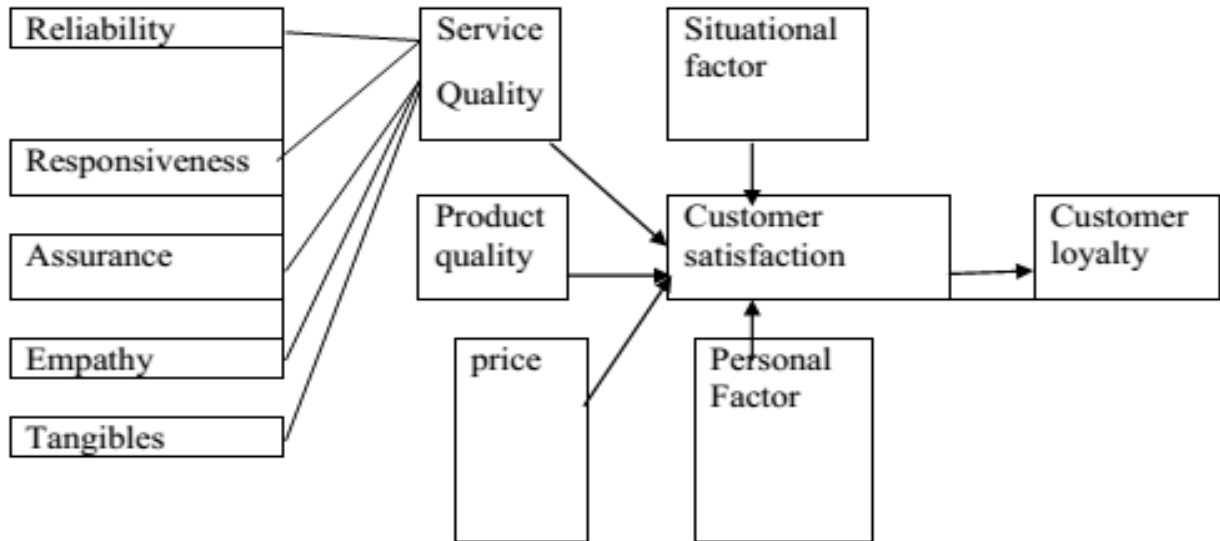 Reliability
Responsiveness
Assurance
Empathy
Tangibles
Service
Quality
Product
quality
price
Situational
factor
Customer
satisfaction
Personal
Factor
Customer
loyalty